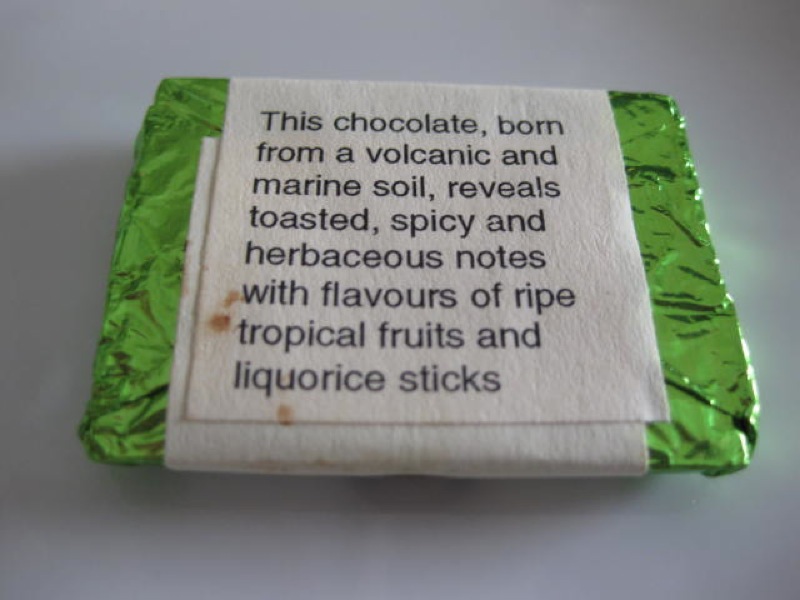 This chocolate, born
from a volcanic and
marine soil, reveals
toasted, spicy and
herbaceous notes
with flavours of ripe
tropical fruits and
liquorice sticks